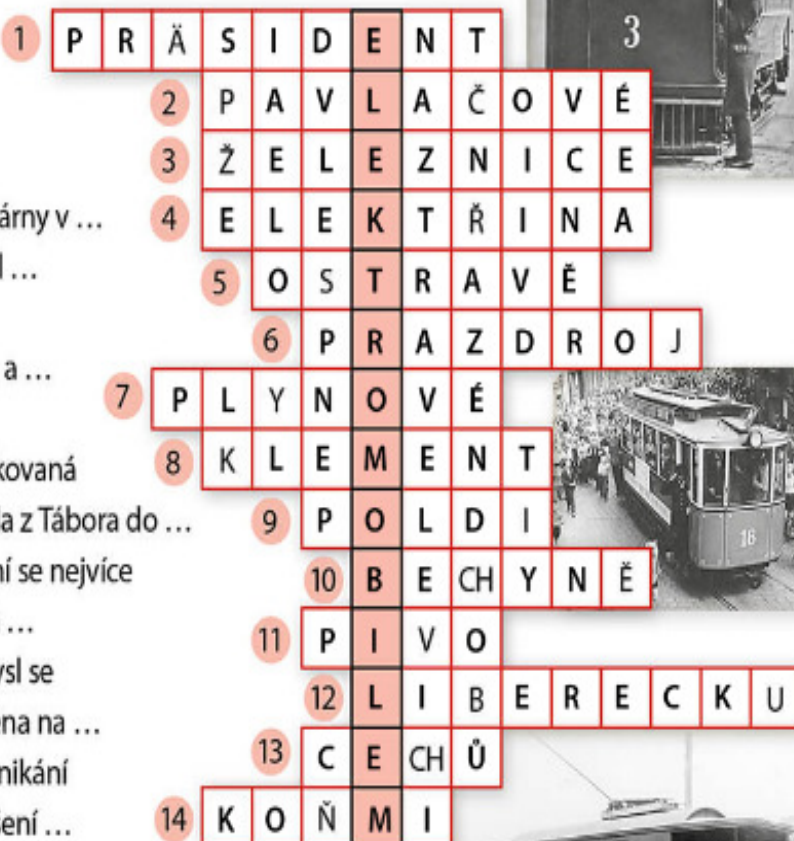 3
1 PRÄSIDENT
2 PAVLAČOVÉ
3 ŽELEZNICE
árny v …
4 ELEKTŘINA
l …
5 OSTRAVĚ
6 PRAZDROJ
a …
7 PLYNOVÉ
kovaná
8 KLEMENT
la z Tábora do …
9 POLDI
16
ní se nejvíce
10 BECHYNĚ
…
11 PIVO
ysl se
12 LIBERECKU
ena na …
13 CECHŮ
nikání
šení …
14 KOŇMI